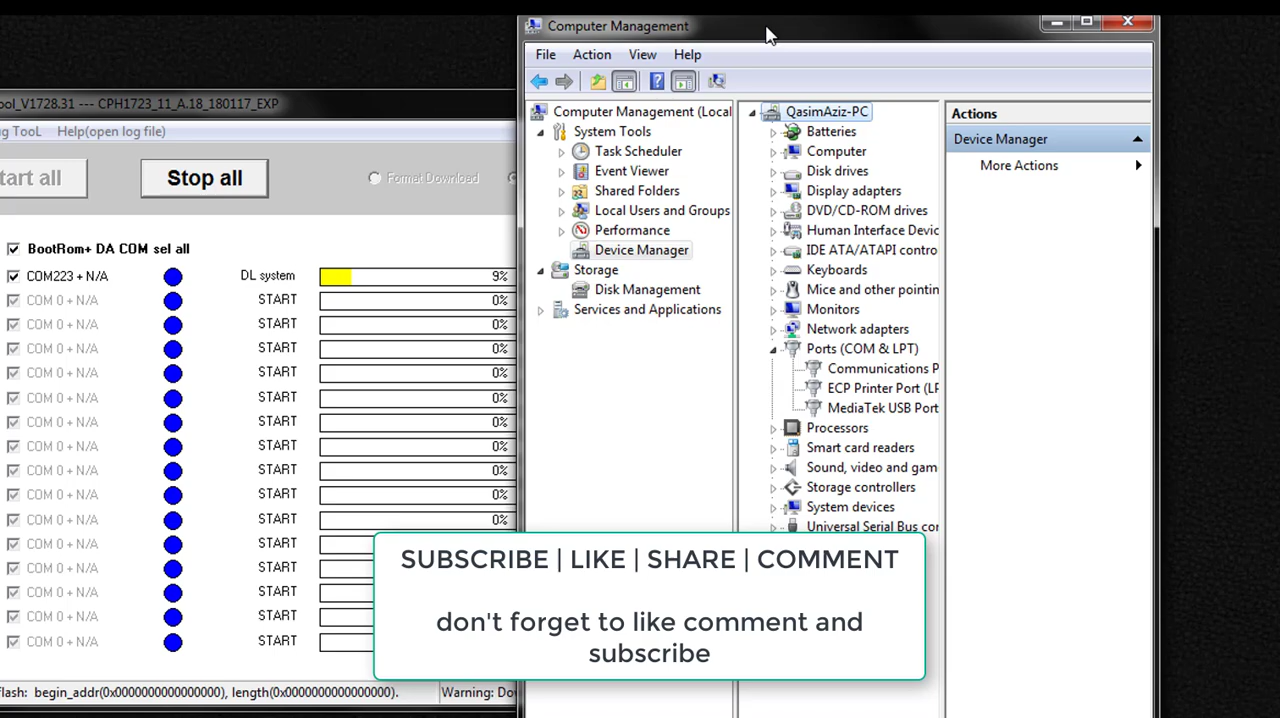 Computer Management
File Action View Help
ool_V1728.31 --- CPH1723_11_A.18_180117_EXP
ug TooL Help(open log file)
tart all
Stop all
Format Download
BootRom+ DA COM sel all
COM223 + N/A DL system 9%
COM 0 + N/A START 0%
COM 0 + N/A START 0%
COM 0 + N/A START 0%
COM 0 + N/A START 0%
COM 0 + N/A START 0%
COM 0 + N/A START 0%
COM 0 + N/A START 0%
COM 0 + N/A START 0%
COM 0 + N/A START 0%
COM 0 + N/A START 0%
COM 0 + N/A START
COM 0 + N/A START
COM 0 + N/A START
COM 0 + N/A START
COM 0 + N/A START
flash: begin_addr(0x0000000000000000), length(0x0000000000000000).
Warning: Do
Computer Management (Local
System Tools
Task Scheduler
Event Viewer
Shared Folders
Local Users and Groups
Performance
Device Manager
Storage
Disk Management
Services and Applications
QasimAziz-PC
Batteries
Computer
Disk drives
Display adapters
DVD/CD-ROM drives
Human Interface Devic
IDE ATA/ATAPI contro
Keyboards
Mice and other pointin
Monitors
Network adapters
Ports (COM & LPT)
Communications P
ECP Printer Port (LP
MediaTek USB Port
Processors
Smart card readers
Sound, video and gam
Storage controllers
System devices
Universal Serial Bus co
Actions
Device Manager
More Actions
SUBSCRIBE | LIKE | SHARE | COMMENT
don't forget to like comment and
subscribe